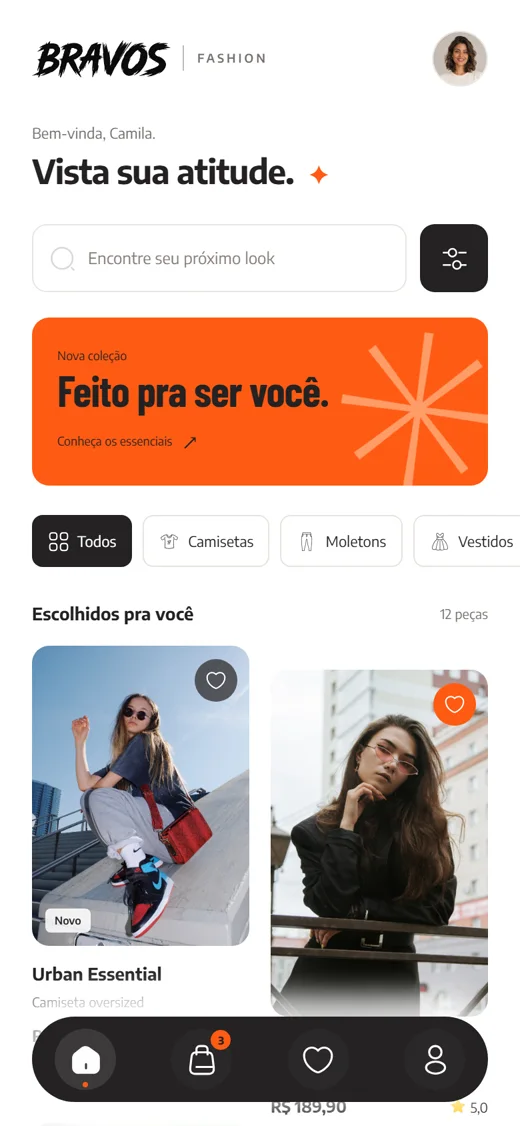 BRAVOS
FASHION
Bem-vinda, Camila.
Vista sua atitude.
Encontre seu próximo look
Nova coleção
Feito pra ser você.
Conheça os essenciais
Todos
Camisetas
Moletons
Vestidos
Escolhidos pra você
12 peças
Novo
Urban Essential
Camiseta oversized
3
R$ 189,90
5,0